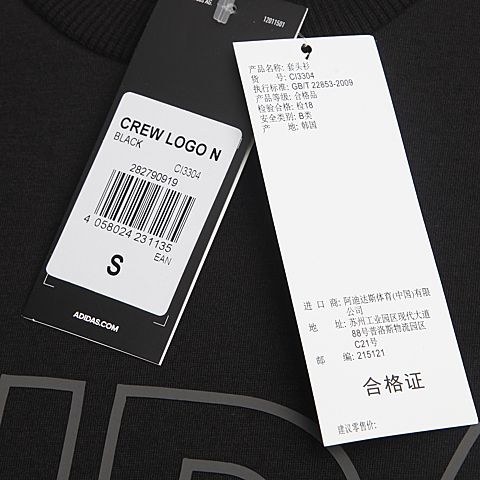 AG.
12011501
CREW LOGO N
BLACK
CI3304
282790919
4 058024 231135
EAN
S
ADIDAS.COM
产品名称: 套头衫
货 号: CI3304
执行标准: GB/T 22853-2009
产品等级: 合格品
检验合格: 检18
安全类别: B类
产 地: 韩国
进 口 商: 阿迪达斯体育(中国)有限
公司
地 址: 苏州工业园区现代大道
88号普洛斯物流园区
C21号
邮 编: 215121
合格证
建议零售价: